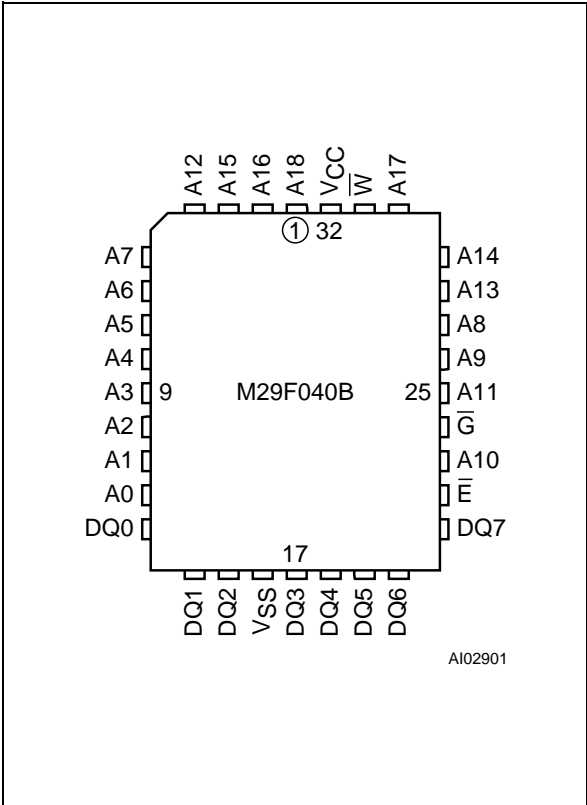 A12 A15 A16 A18 VCC W̅ A17
1 32
A7 A14
A6 A13
A5 A8
A4 A9
A3 9 M29F040B 25 A11
A2 G̅
A1 A10
A0 E̅
DQ0 DQ7
17
DQ1 DQ2 VSS DQ3 DQ4 DQ5 DQ6
AI02901